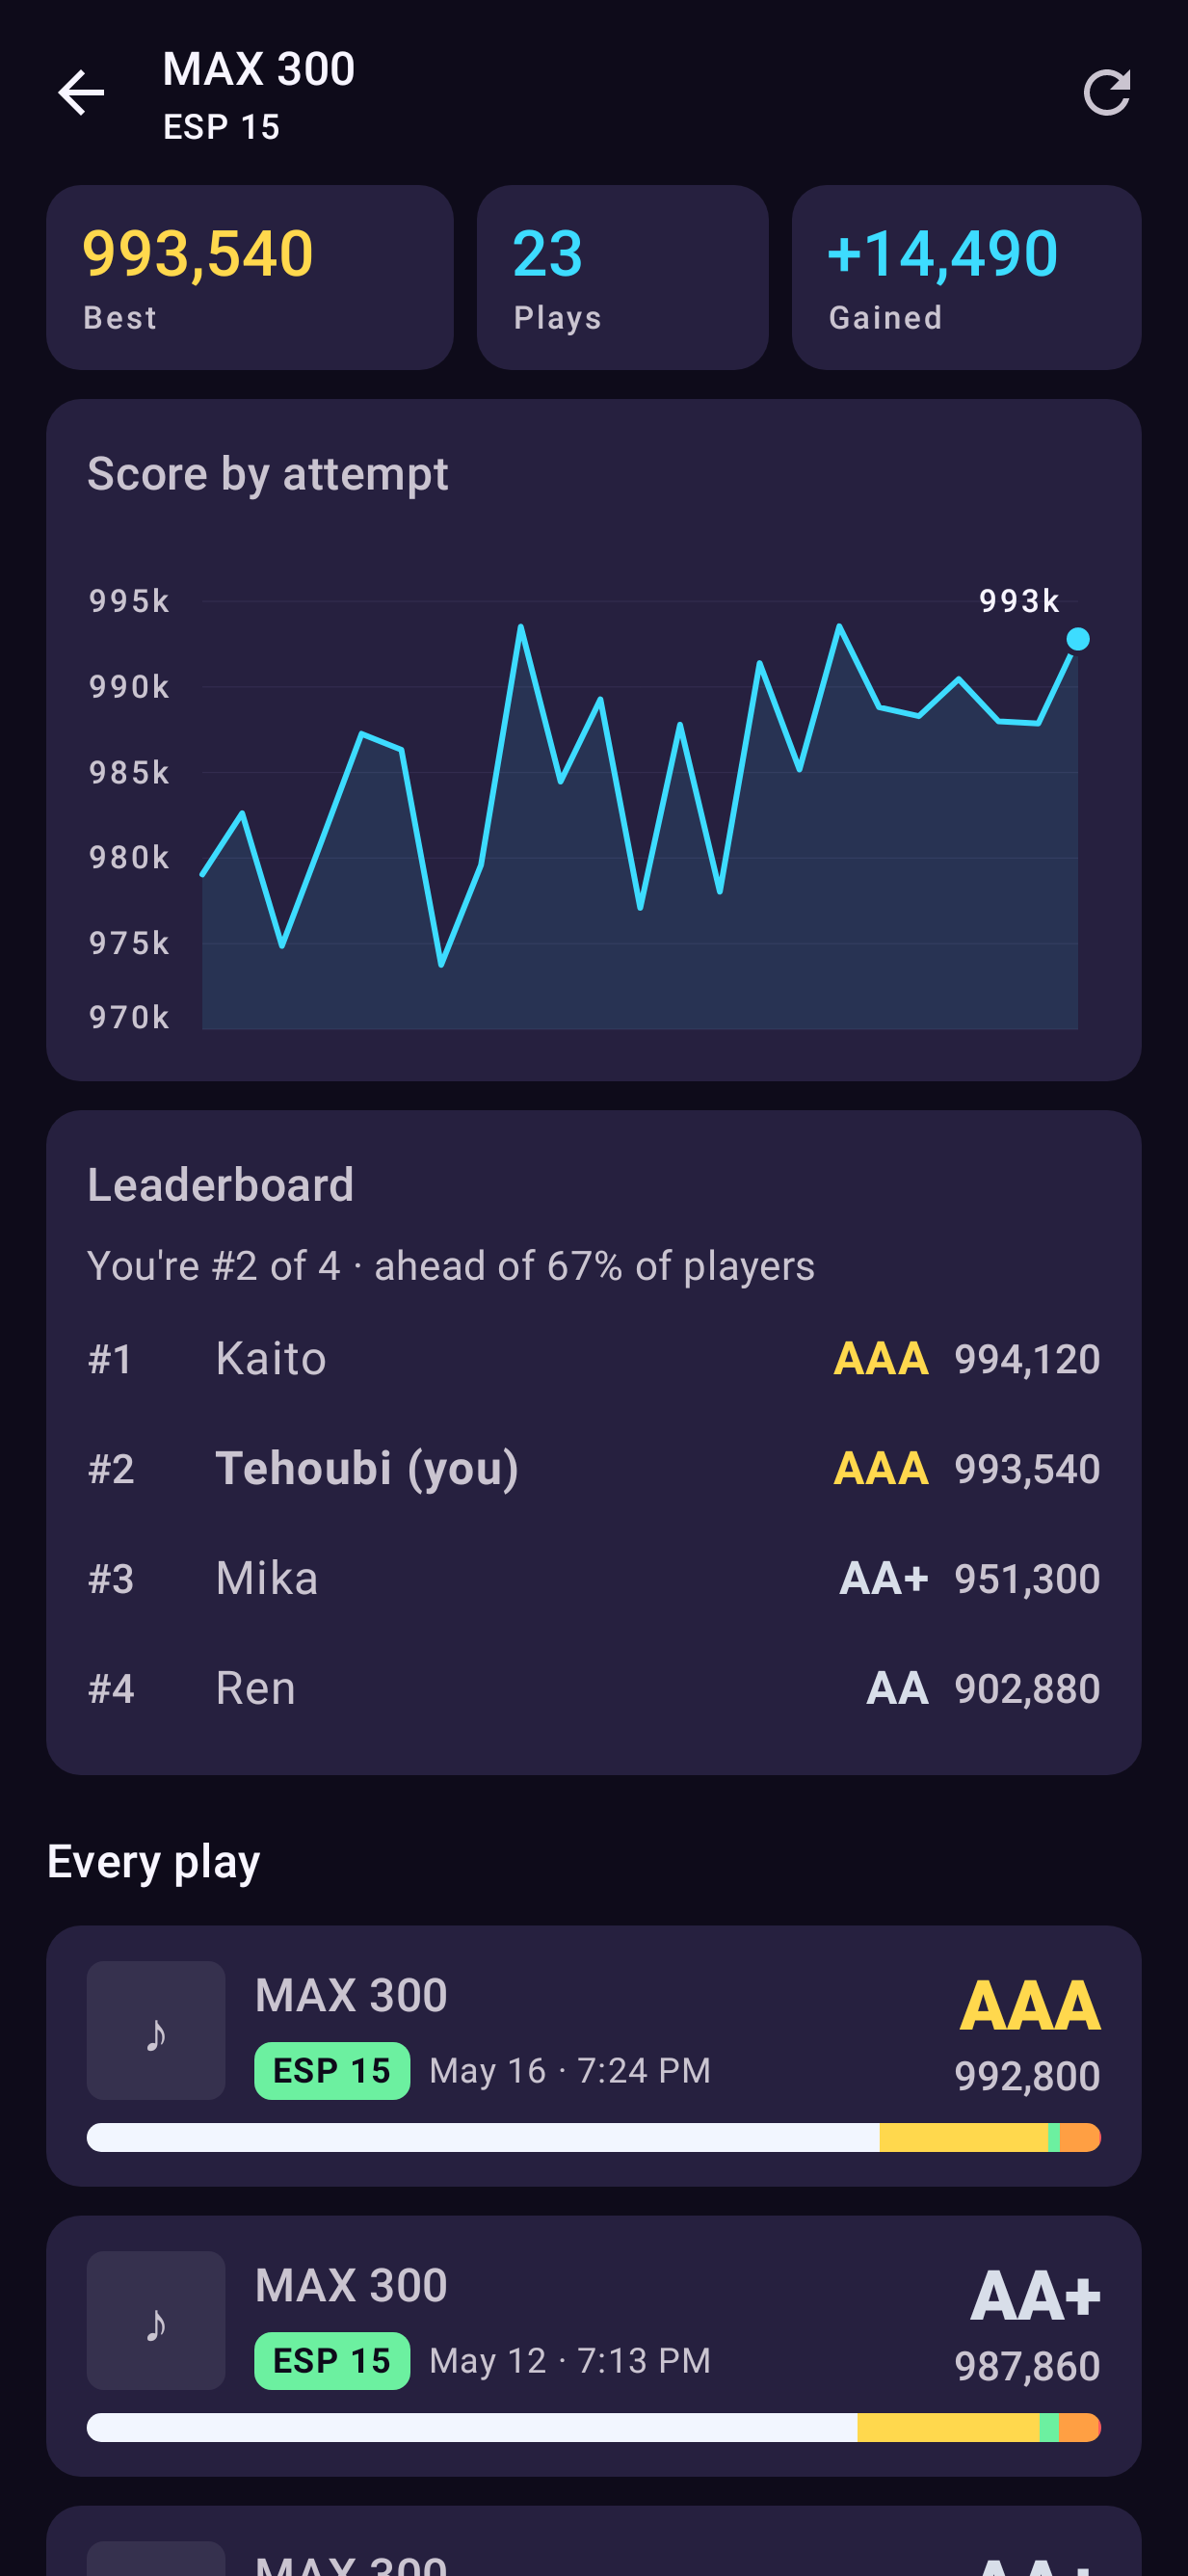 MAX 300
ESP 15
993,540
Best
23
Plays
+14,490
Gained
Score by attempt
995k
993k
990k
985k
980k
975k
970k
Leaderboard
You're #2 of 4 · ahead of 67% of players
#1 Kaito AAA 994,120
#2 Tehoubi (you) AAA 993,540
#3 Mika AA+ 951,300
#4 Ren AA 902,880
Every play
MAX 300
AAA
ESP 15 May 16 · 7:24 PM
992,800
MAX 300
AA+
ESP 15 May 12 · 7:13 PM
987,860
MAX 300
AA+